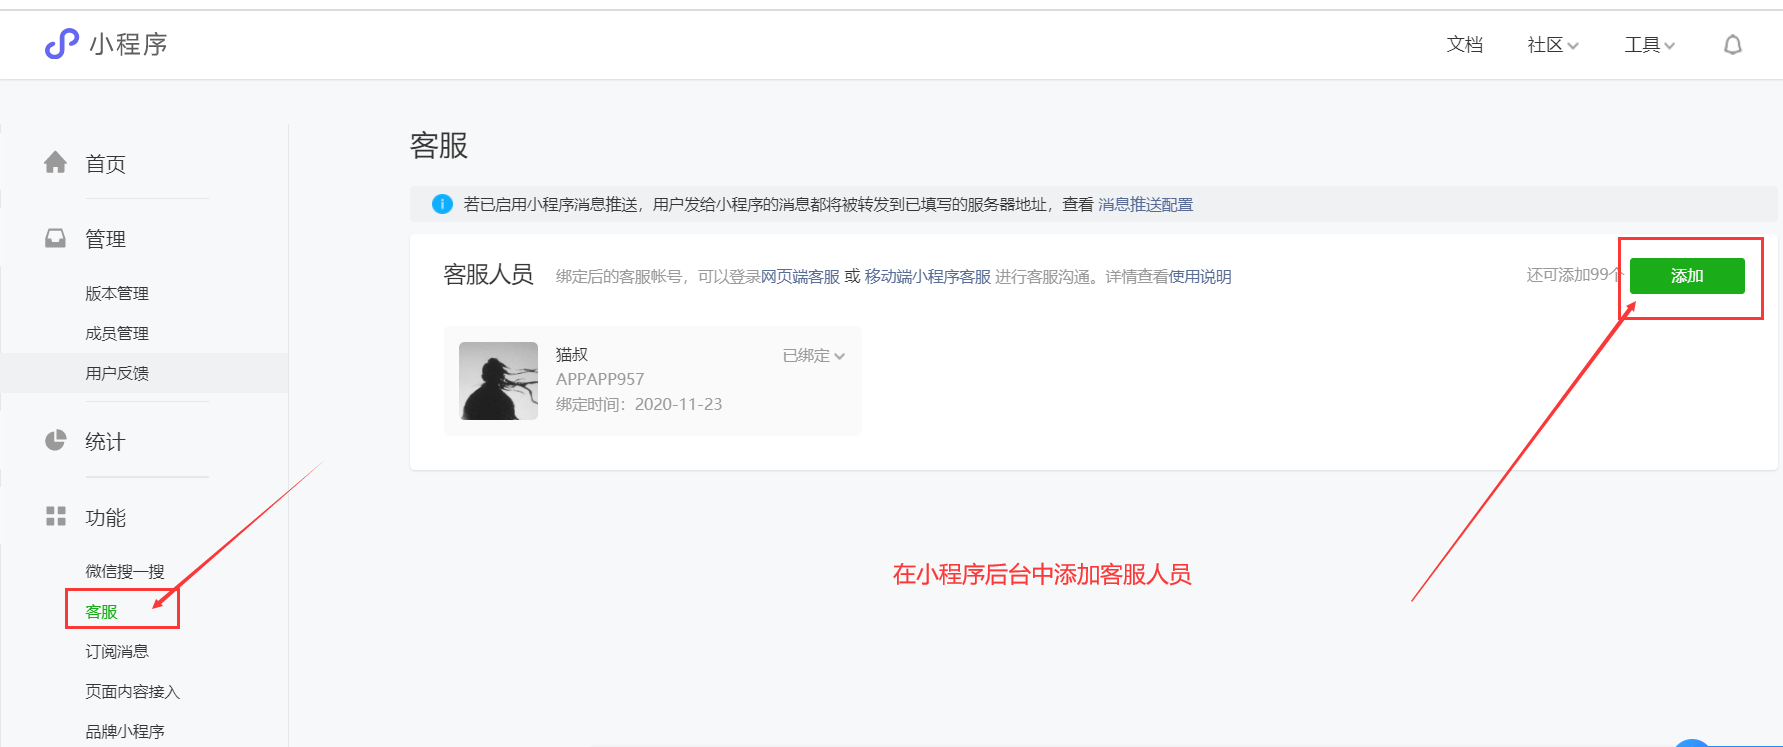 小程序
文档 社区 工具
首页
管理
版本管理
成员管理
用户反馈
统计
功能
微信搜一搜
客服
订阅消息
页面内容接入
品牌小程序
客服
若已启用小程序消息推送，用户发给小程序的消息都将被转发到已填写的服务器地址，查看 消息推送配置
客服人员 绑定后的客服帐号，可以登录网页端客服 或 移动端小程序客服 进行客服沟通。详情查看使用说明 还可添加99个 添加
猫叔 已绑定
APPAPP957
绑定时间：2020-11-23
在小程序后台中添加客服人员